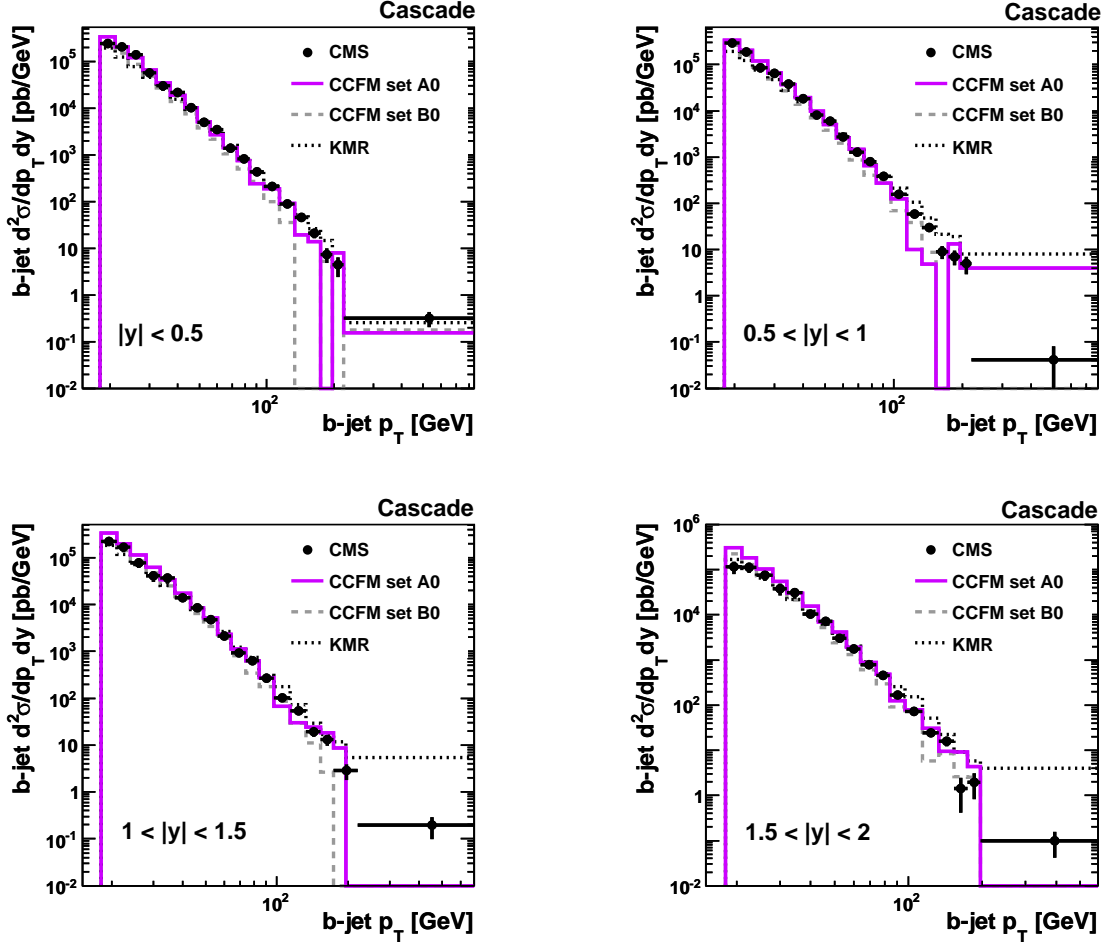 Cascade
b-jet d²σ/dp_T dy [pb/GeV]
10⁵
10⁴
10³
10²
10
1
10⁻¹
10⁻²
CMS
CCFM set A0
CCFM set B0
KMR
|y| < 0.5
10²
b-jet p_T [GeV]
Cascade
b-jet d²σ/dp_T dy [pb/GeV]
10⁵
10⁴
10³
10²
10
1
10⁻¹
10⁻²
CMS
CCFM set A0
CCFM set B0
KMR
0.5 < |y| < 1
10²
b-jet p_T [GeV]
Cascade
b-jet d²σ/dp_T dy [pb/GeV]
10⁵
10⁴
10³
10²
10
1
10⁻¹
10⁻²
CMS
CCFM set A0
CCFM set B0
KMR
1 < |y| < 1.5
10²
b-jet p_T [GeV]
Cascade
b-jet d²σ/dp_T dy [pb/GeV]
10⁶
10⁵
10⁴
10³
10²
10
1
10⁻¹
10⁻²
CMS
CCFM set A0
CCFM set B0
KMR
1.5 < |y| < 2
10²
b-jet p_T [GeV]